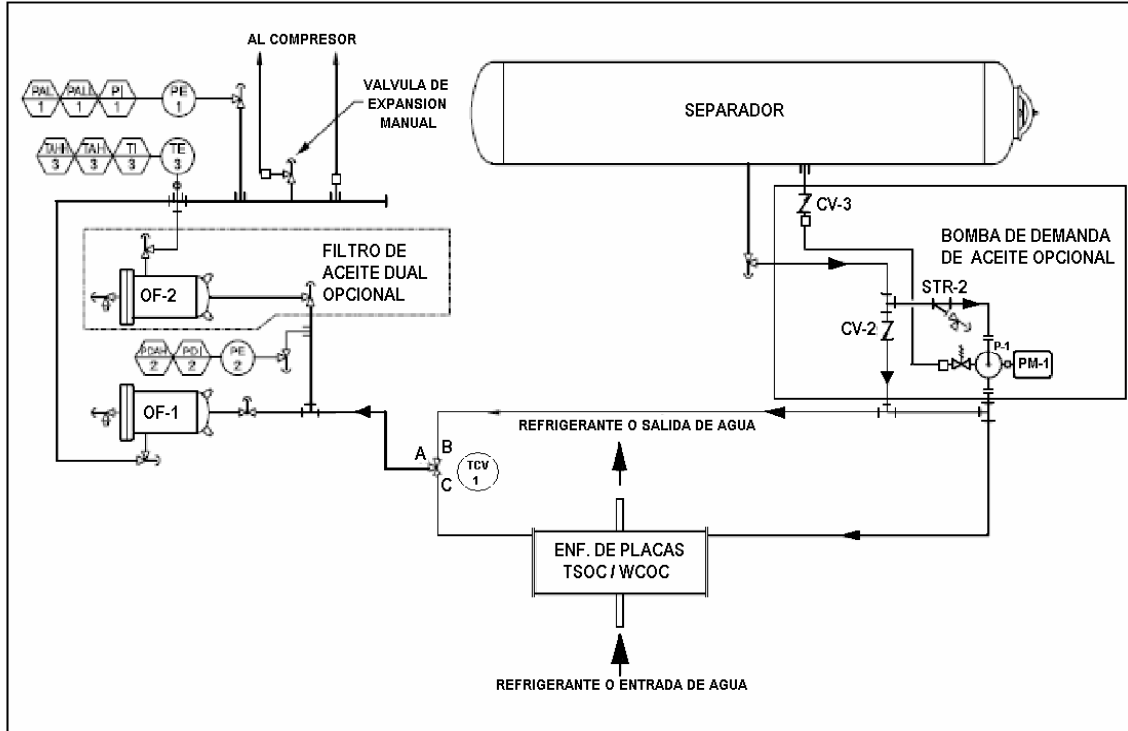 AL COMPRESOR
VALVULA DE
EXPANSION
MANUAL
PAL
1
PALL
1
PI
1
PE
1
TAHH
3
TAH
3
TI
3
TE
3
SEPARADOR
CV-3
BOMBA DE DEMANDA
DE ACEITE OPCIONAL
STR-2
CV-2
P-1
PM-1
FILTRO DE
ACEITE DUAL
OPCIONAL
OF-2
PDAH
2
PDI
2
PE
2
OF-1
A
B
C
TCV
1
REFRIGERANTE O SALIDA DE AGUA
ENF. DE PLACAS
TSOC / WCOC
REFRIGERANTE O ENTRADA DE AGUA